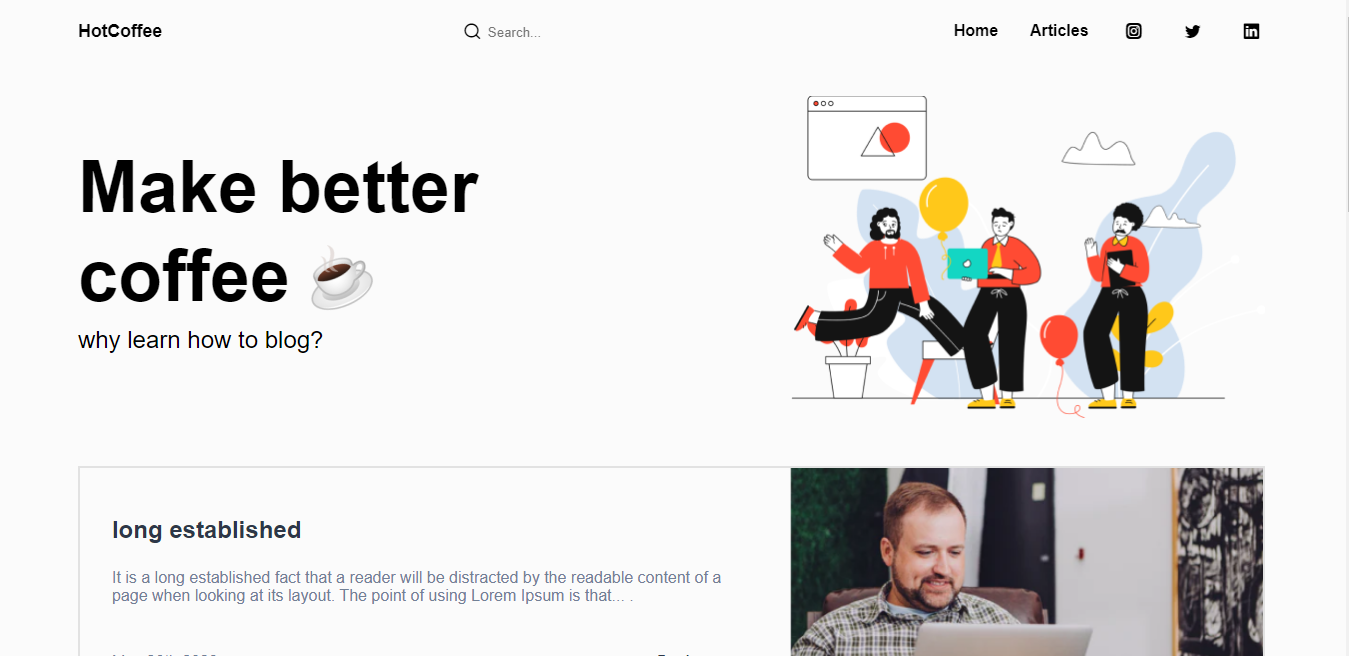 HotCoffee
Search...
Home
Articles
Make better
coffee ☕
why learn how to blog?
long established
It is a long established fact that a reader will be distracted by the readable content of a
page when looking at its layout. The point of using Lorem Ipsum is that... .